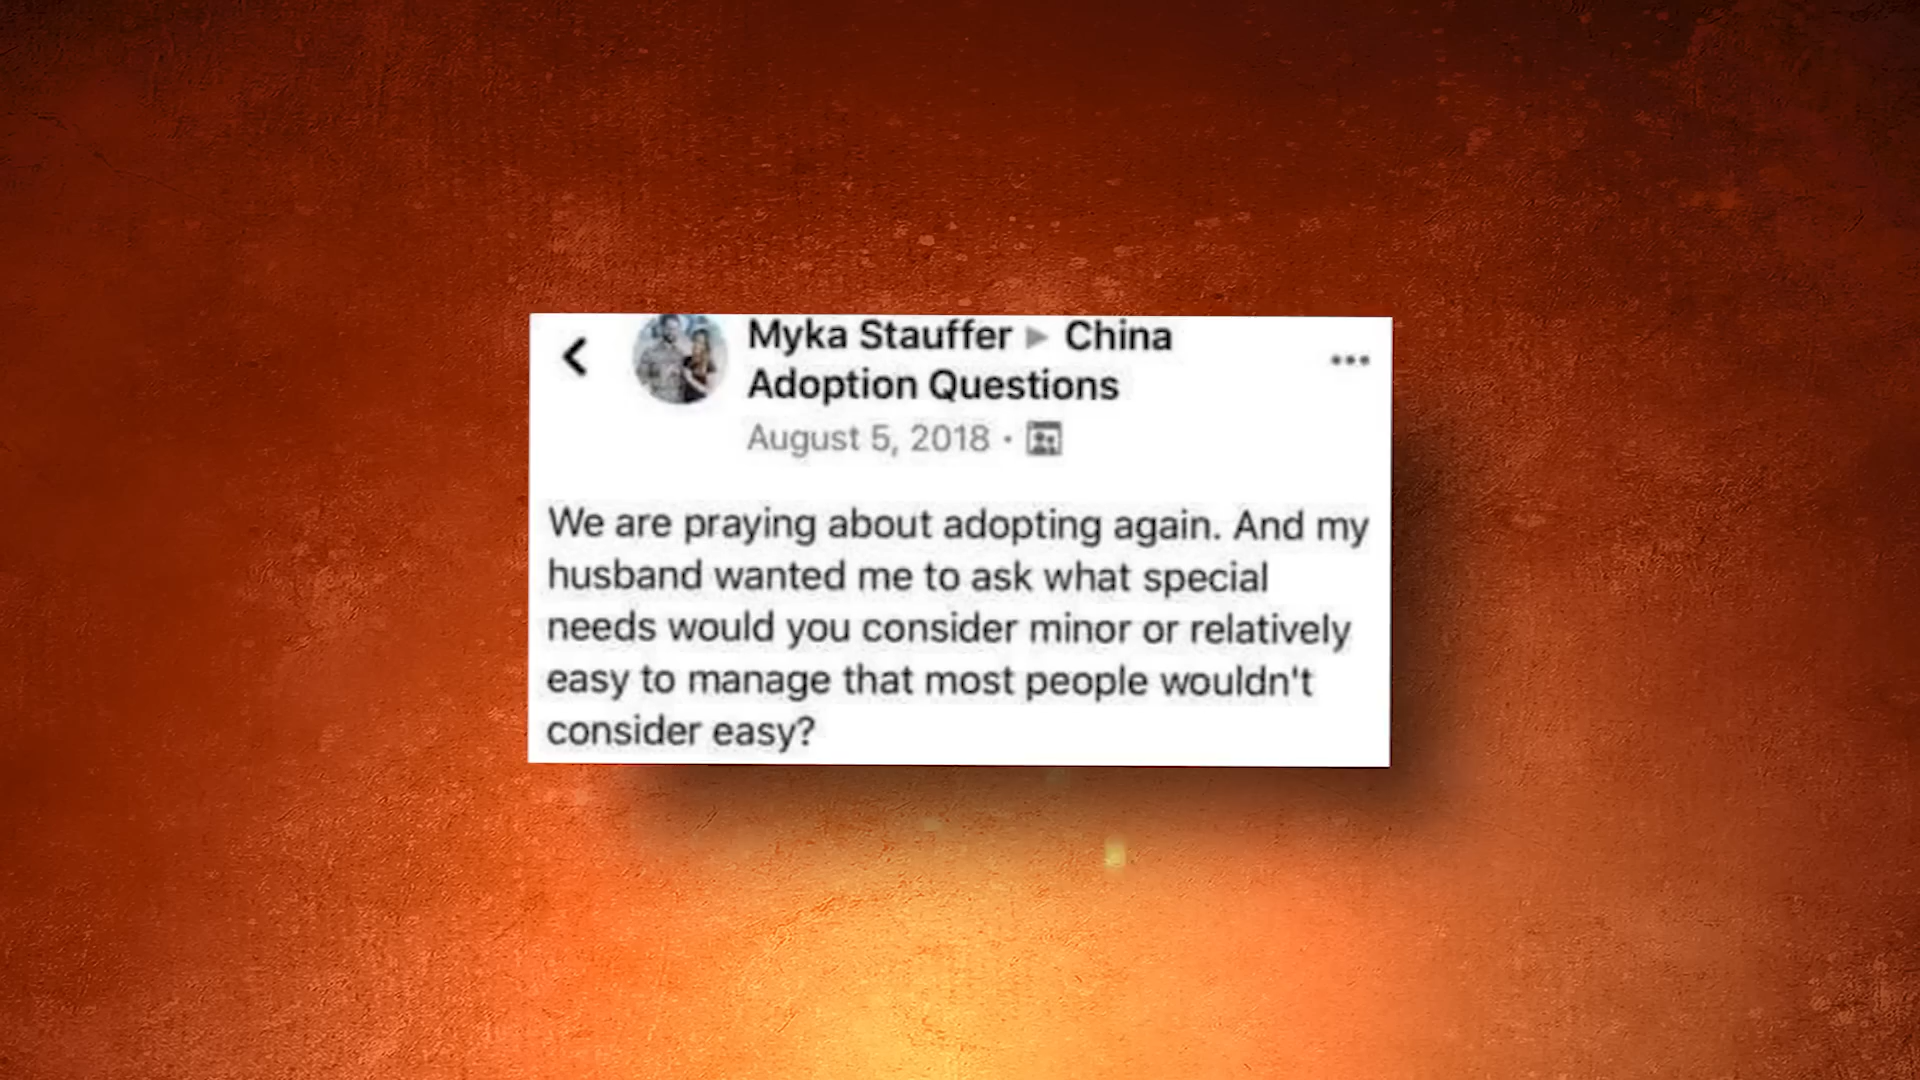 Myka Stauffer ▸ China
Adoption Questions
August 5, 2018 ·
We are praying about adopting again. And my
husband wanted me to ask what special
needs would you consider minor or relatively
easy to manage that most people wouldn't
consider easy?